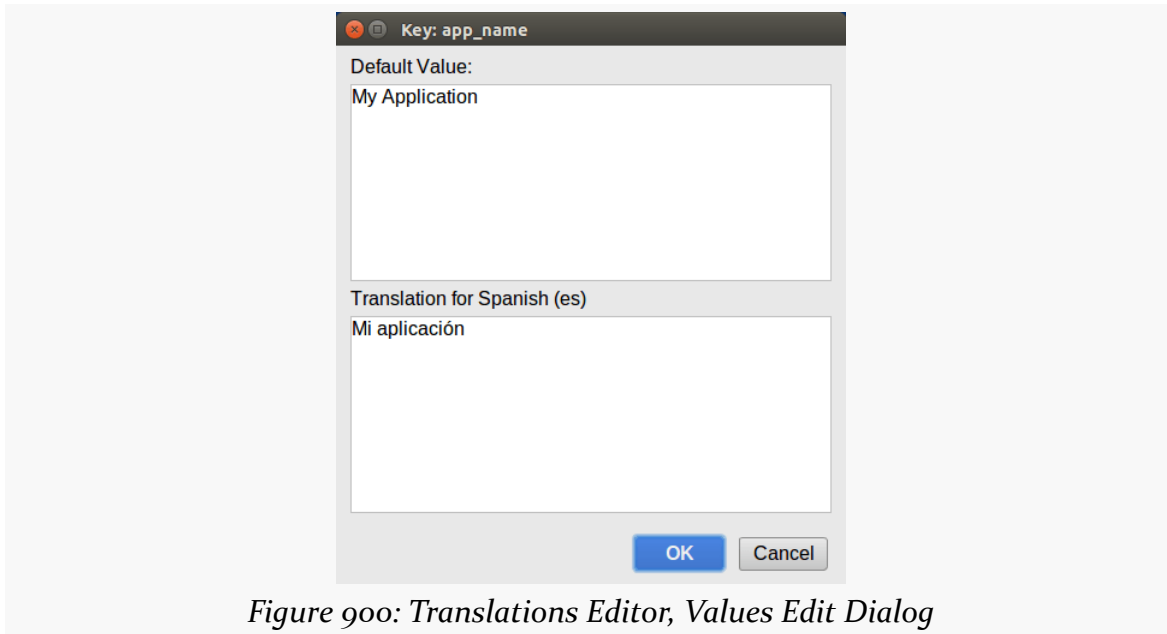 Key: app_name
Default Value:
My Application
Translation for Spanish (es)
Mi aplicación
OK Cancel
Figure 900: Translations Editor, Values Edit Dialog